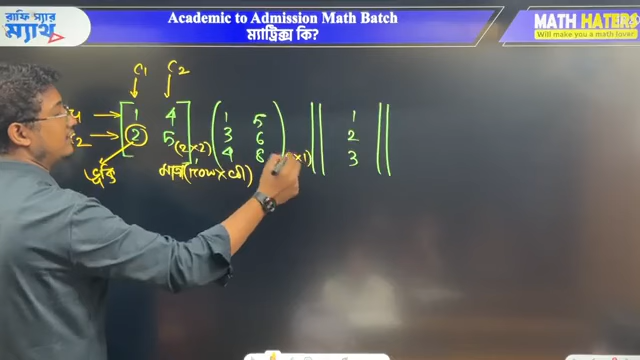 রাফি স্যার
ম্যাথ
Academic to Admission Math Batch
ম্যাট্রিক্স কি?
MATH HATERS
Will make you a math lover
C1 C2
1 4
2 5 (2×2)
1 5
3 6
4 8
×1)
1
2
3
ভুক্তি
মাত্রা (row×col)